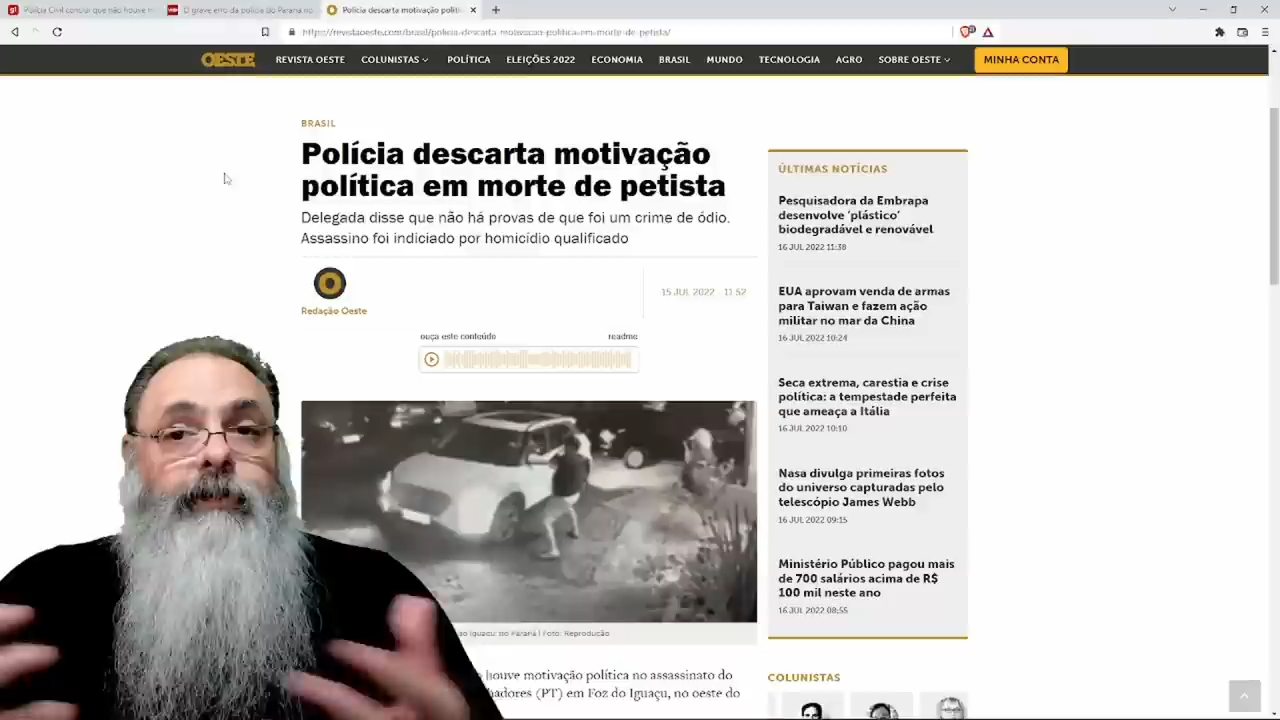 Polícia Civil conclui que não houve m
O grave erro da polícia do Paraná no
Polícia descarta motivação políti
https://revistaoeste.com/brasil/policia-descarta-motivacao-politica-em-morte-de-petista/
OESTE
REVISTA OESTE
COLUNISTAS
POLÍTICA
ELEIÇÕES 2022
ECONOMIA
BRASIL
MUNDO
TECNOLOGIA
AGRO
SOBRE OESTE
MINHA CONTA
BRASIL
Polícia descarta motivação
política em morte de petista
Delegada disse que não há provas de que foi um crime de ódio.
Assassino foi indiciado por homicídio qualificado
Redação Oeste
15 JUL 2022 - 11:52
ouça este conteúdo
readme
ao Iguaçu, no Paraná | Foto: Reprodução
houve motivação política no assassinato do
hadores (PT) em Foz do Iguaçu, no oeste do
ÚLTIMAS NOTÍCIAS
Pesquisadora da Embrapa
desenvolve ‘plástico’
biodegradável e renovável
16 JUL 2022 11:38
EUA aprovam venda de armas
para Taiwan e fazem ação
militar no mar da China
16 JUL 2022 10:24
Seca extrema, carestia e crise
política: a tempestade perfeita
que ameaça a Itália
16 JUL 2022 10:10
Nasa divulga primeiras fotos
do universo capturadas pelo
telescópio James Webb
16 JUL 2022 09:15
Ministério Público pagou mais
de 700 salários acima de R$
100 mil neste ano
16 JUL 2022 08:55
COLUNISTAS